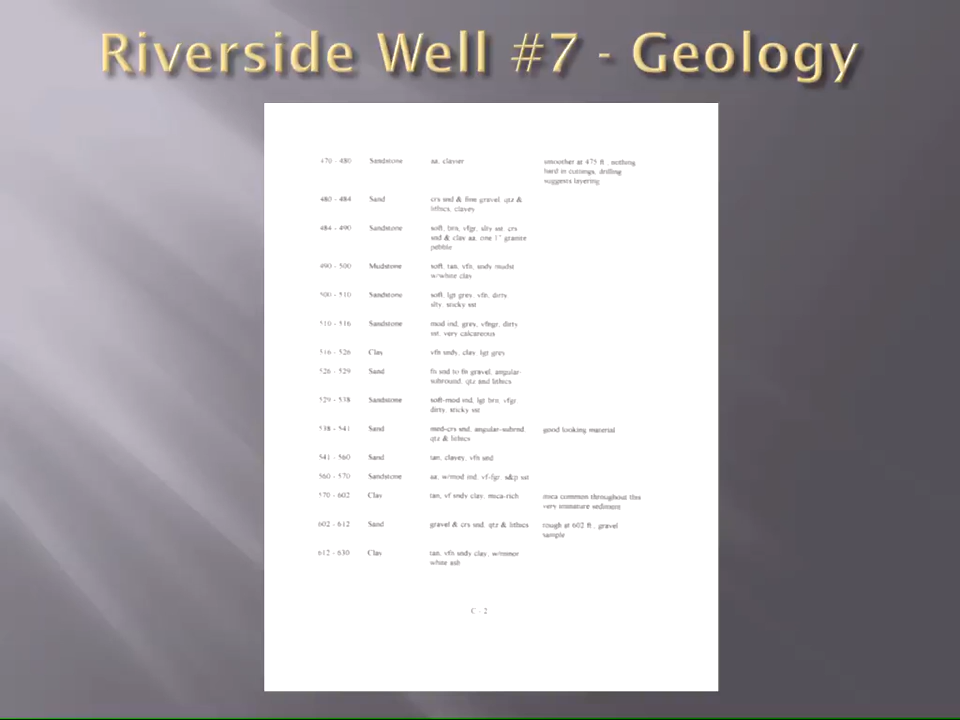 Riverside Well #7 - Geology
470 - 480 Sandstone aa, clayier smoother at 475 ft , nothing
hard in cuttings, drilling
suggests layering
480 - 484 Sand crs snd & fine gravel, qtz &
lithics, clayey
484 - 490 Sandstone soft, brn, vfgr, slty sst, crs
snd & clay aa, one 1" granite
pebble
490 - 500 Mudstone soft, tan, vfn, sndy mudst
w/white clay
500 - 510 Sandstone soft, lgt grey, vfn, dirty
slty, sticky sst
510 - 516 Sandstone mod ind, grey, vfngr, dirty
sst, very calcareous
516 - 526 Clay vfn sndy, clay, lgt grey
526 - 529 Sand fn snd to fn gravel, angular-
subround, qtz and lithics
529 - 538 Sandstone soft-mod ind, lgt brn, vfgr
dirty, sticky sst
538 - 541 Sand med-crs snd, angular-subrnd, good looking material
qtz & lithics
541 - 560 Sand tan, clayey, vfn snd
560 - 570 Sandstone aa, w/mod ind, vf-fgr, s&p sst
570 - 602 Clay tan, vf sndy clay, mica-rich mica common throughout this
very immature sediment
602 - 612 Sand gravel & crs snd, qtz & lithics rough at 602 ft , gravel
sample
612 - 630 Clay tan, vfn sndy clay, w/minor
white ash
C - 2